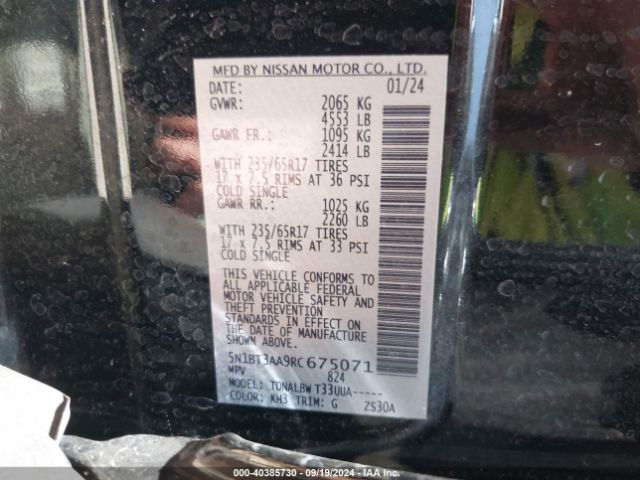 MFD BY NISSAN MOTOR CO., LTD.
DATE: 01/24
GVWR: 2065 KG
4553 LB
GAWR FR.: 1095 KG
2414 LB
WITH 235/65R17 TIRES
17 x 7.5 RIMS AT 36 PSI
COLD SINGLE
GAWR RR.: 1025 KG
2260 LB
WITH 235/65R17 TIRES
17 x 7.5 RIMS AT 33 PSI
COLD SINGLE
THIS VEHICLE CONFORMS TO
ALL APPLICABLE FEDERAL
MOTOR VEHICLE SAFETY AND
THEFT PREVENTION
STANDARDS IN EFFECT ON
THE DATE OF MANUFACTURE
SHOWN ABOVE.
5N1BT3AA9RC675071
MPV 824
MODEL: TDNALBW T33UUA-----
COLOR: KH3 TRIM: G ZS30A
000-40385730 - 09/19/2024 - IAA Inc.